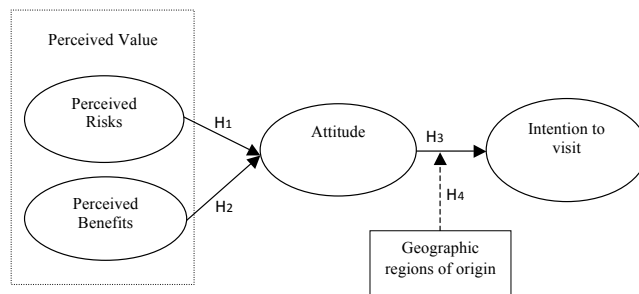 Perceived Value
Perceived
Risks
H1
Attitude
H3
Intention to
visit
Perceived
Benefits
H2
H4
Geographic
regions of origin